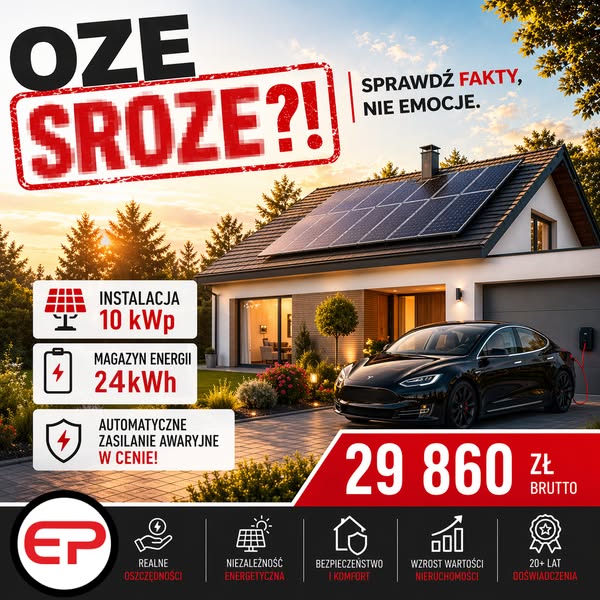 OZE
SROZE?!
SPRAWDŹ FAKTY,
NIE EMOCJE.
INSTALACJA
10 kWp
MAGAZYN ENERGII
24kWh
AUTOMATYCZNE
ZASILANIE AWARYJNE
W CENIE!
29 860 ZŁ
BRUTTO
EP
REALNE
OSZCZĘDNOŚCI
NIEZALEŻNOŚĆ
ENERGETYCZNA
BEZPIECZEŃSTWO
I KOMFORT
WZROST WARTOŚCI
NIERUCHOMOŚCI
20+ LAT
DOŚWIADCZENIA